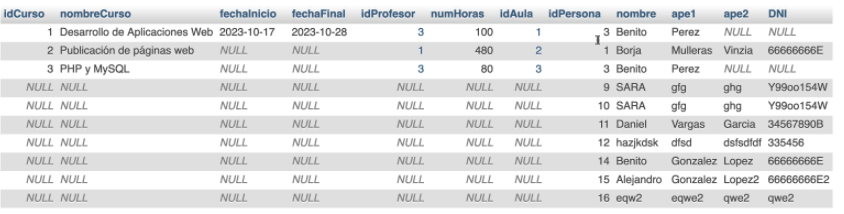 idCurso nombreCurso fechaInicio fechaFinal idProfesor numHoras idAula idPersona nombre ape1 ape2 DNI
1 Desarrollo de Aplicaciones Web 2023-10-17 2023-10-28 3 100 1 3 Benito Perez NULL NULL
2 Publicación de páginas web NULL NULL 1 480 2 1 Borja Mulleras Vinzia 66666666E
3 PHP y MySQL NULL NULL 3 80 3 3 Benito Perez NULL NULL
NULL NULL NULL NULL NULL NULL NULL 9 SARA gfg ghg Y99oo154W
NULL NULL NULL NULL NULL NULL NULL 10 SARA gfg ghg Y99oo154W
NULL NULL NULL NULL NULL NULL NULL 11 Daniel Vargas Garcia 34567890B
NULL NULL NULL NULL NULL NULL NULL 12 hazjkdsk dfsd dsfsdfdf 335456
NULL NULL NULL NULL NULL NULL NULL 14 Benito Gonzalez Lopez 66666666E
NULL NULL NULL NULL NULL NULL NULL 15 Alejandro Gonzalez Lopez2 66666666E2
NULL NULL NULL NULL NULL NULL NULL 16 eqw2 eqwe2 qwe2 qwe2